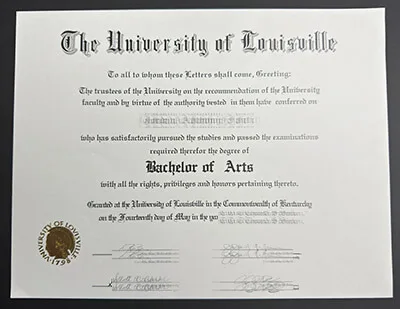 The University of Louisville
To all to whom these Letters shall come, Greeting:
The trustees of the University on the recommendation of the University
faculty and by virtue of the authority vested in them have conferred on
who has satisfactorily pursued the studies and passed the examinations
required therefor the degree of
Bachelor of Arts
with all the rights, privileges and honors pertaining thereto.
Granted at the University of Louisville in the Commonwealth of Kentucky
on the Fourteenth day of May in the
UNIVERSITY OF LOUISVILLE
1798